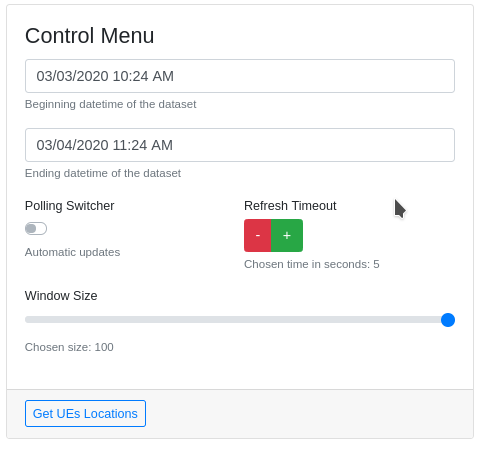 Control Menu
03/03/2020 10:24 AM
Beginning datetime of the dataset
03/04/2020 11:24 AM
Ending datetime of the dataset
Polling Switcher
Automatic updates
Refresh Timeout
- +
Chosen time in seconds: 5
Window Size
Chosen size: 100
Get UEs Locations